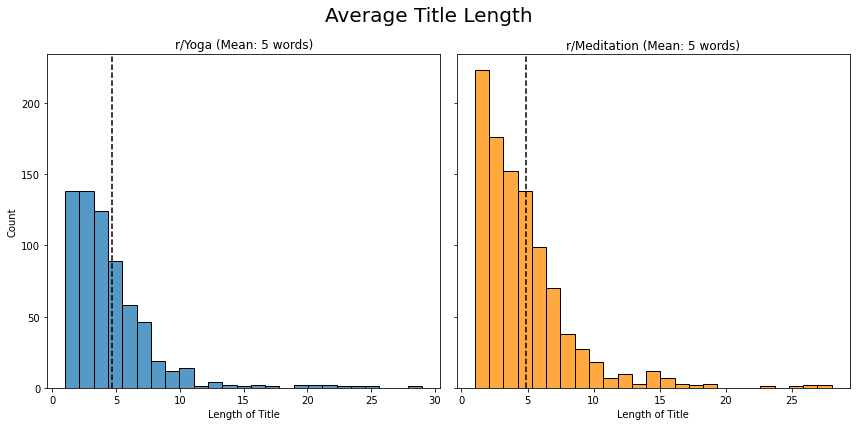 Average Title Length
r/Yoga (Mean: 5 words)
r/Meditation (Mean: 5 words)
Count
200
150
100
50
0
0 5 10 15 20 25 30
0 5 10 15 20 25
Length of Title
Length of Title